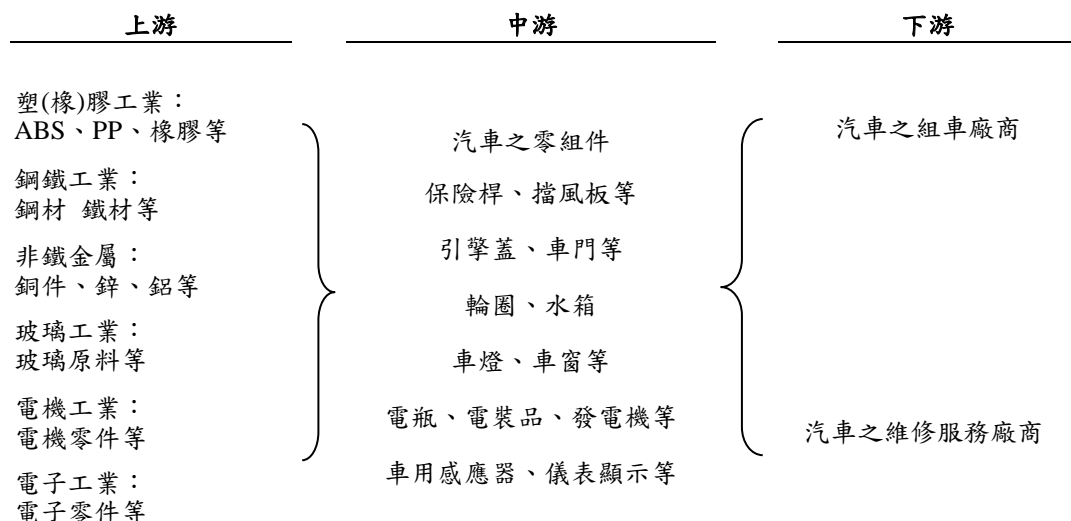 上游
中游
下游
塑(橡)膠工業：
ABS、PP、橡膠等
鋼鐵工業：
鋼材 鐵材等
非鐵金屬：
銅件、鋅、鋁等
玻璃工業：
玻璃原料等
電機工業：
電機零件等
電子工業：
電子零件等
汽車之零組件
保險桿、擋風板等
引擎蓋、車門等
輪圈、水箱
車燈、車窗等
電瓶、電裝品、發電機等
車用感應器、儀表顯示等
汽車之組車廠商
汽車之維修服務廠商